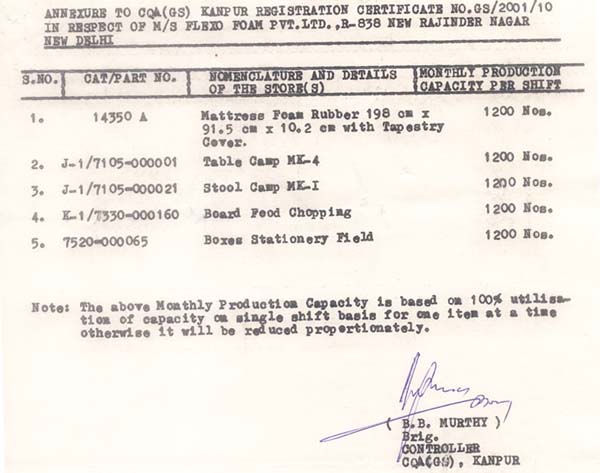 ANNEXURE TO CQA(GS) KANPUR REGISTRATION CERTIFICATE NO.GS/2001/10
IN RESPECT OF M/S FLEXO FOAM PVT.LTD.,R-838 NEW RAJINDER NAGAR
NEW DELHI
S.NO. CAT/PART NO. NOMENCLATURE AND DETAILS MONTHLY PRODUCTION
OF THE STORE(S) CAPACITY PER SHIFT
1. 14350 A Mattress Foam Rubber 198 cm x 1200 Nos.
91.5 cm x 10.2 cm with Tapestry
Cover.
2. J-1/7105-000001 Table Camp MK-4 1200 Nos.
3. J-1/7105-000021 Stool Camp MK-I 1200 Nos.
4. K-1/7330-000160 Board Food Chopping 1200 Nos.
5. 7520-000065 Boxes Stationery Field 1200 Nos.
Note: The above Monthly Production Capacity is based on 100% utilisa-
tion of capacity on single shift basis for one item at a time
otherwise it will be reduced proportionately.
( B.B. MURTHY )
Brig.
CONTROLLER
CQA(GS), KANPUR